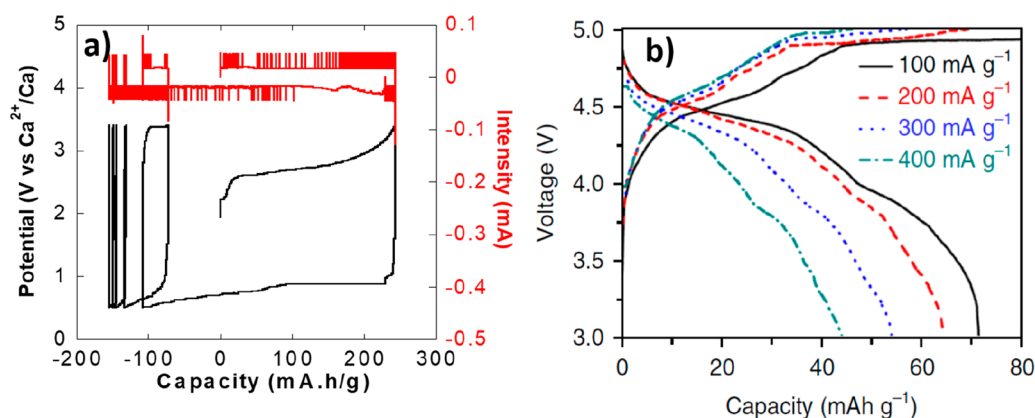 a)
Potential (V vs Ca2+/Ca)
5
4
3
2
1
0
-200
-100
0
100
200
300
Capacity (mA.h/g)
0.1
0
-0.1
-0.2
-0.3
-0.4
-0.5
Intensity (mA)
b)
Voltage (V)
5.0
4.5
4.0
3.5
3.0
0
20
40
60
80
Capacity (mAh g−1)
100 mA g−1
200 mA g−1
300 mA g−1
400 mA g−1